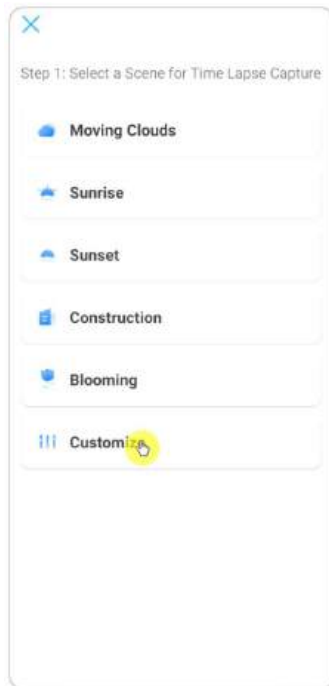 Step 1: Select a Scene for Time Lapse Capture
Moving Clouds
Sunrise
Sunset
Construction
Blooming
Customize